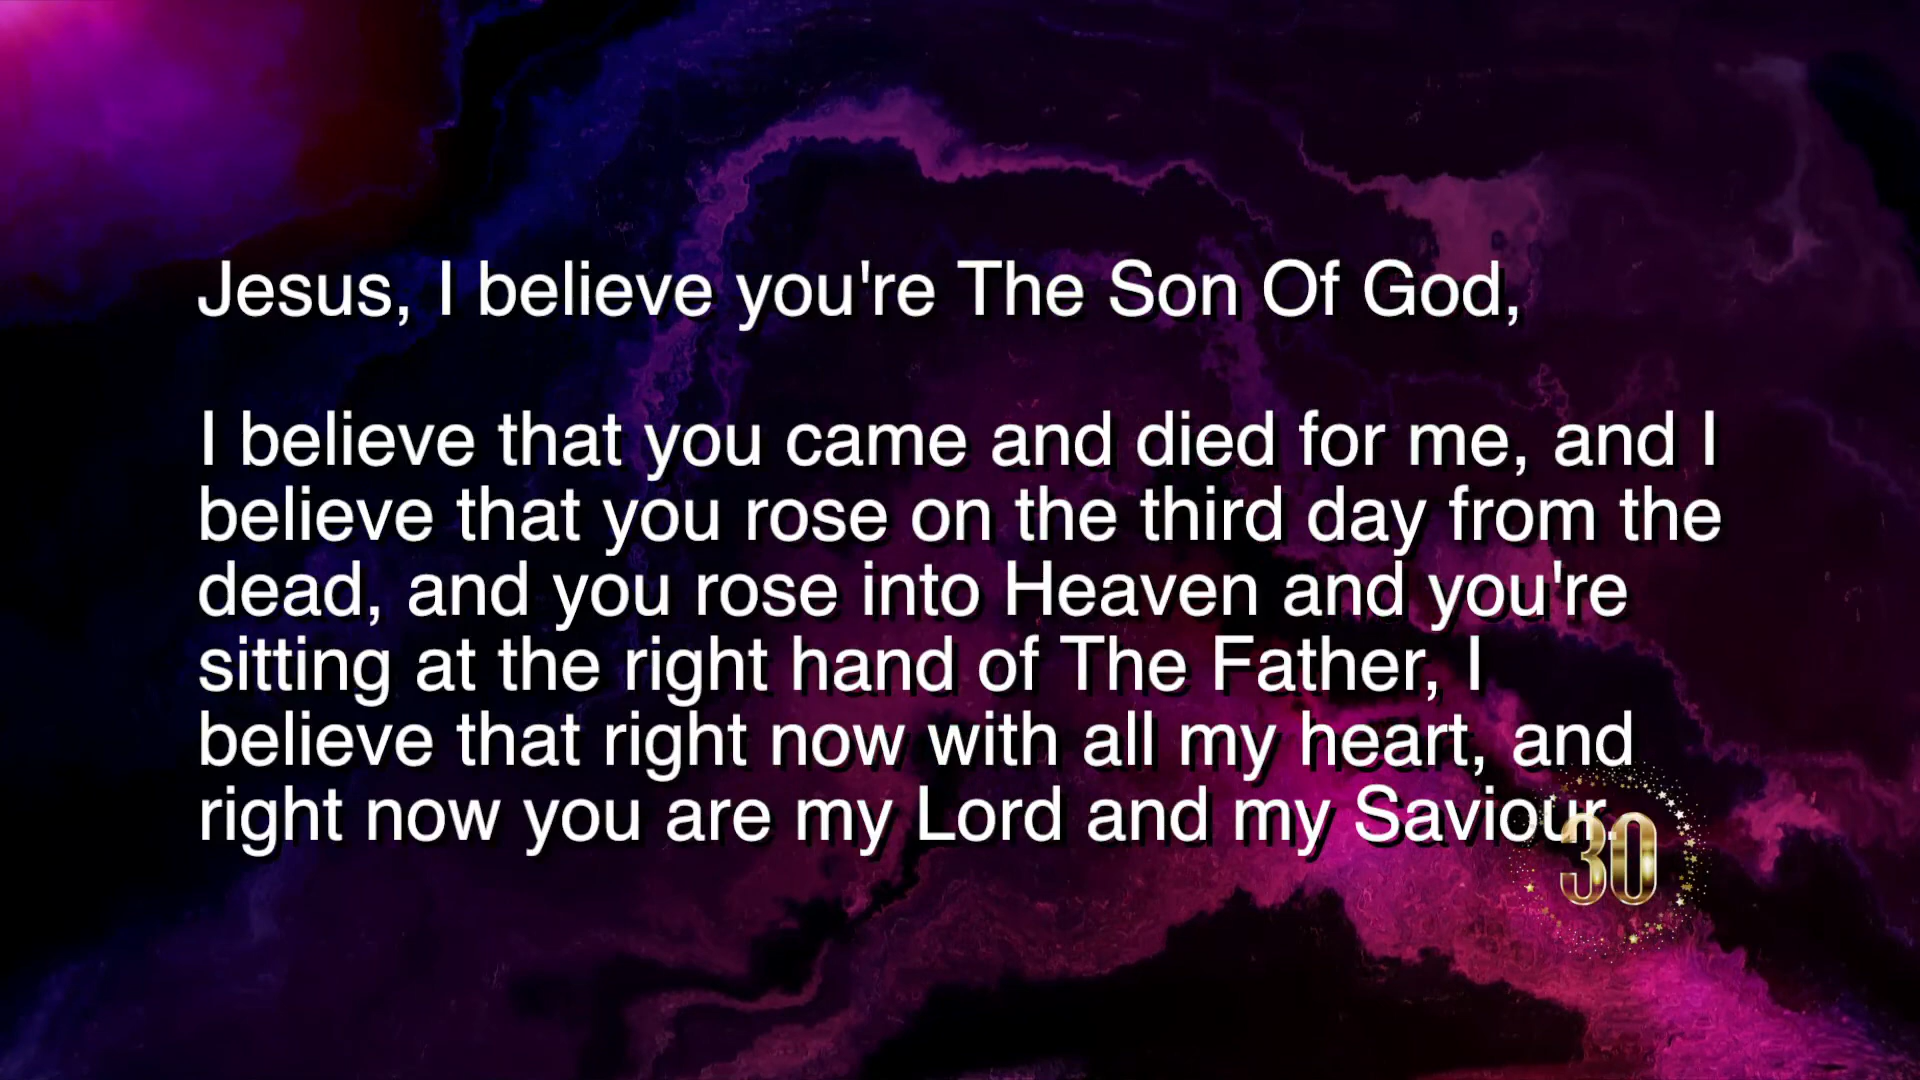 Jesus, I believe you're The Son Of God,
I believe that you came and died for me, and I
believe that you rose on the third day from the
dead, and you rose into Heaven and you're
sitting at the right hand of The Father, I
believe that right now with all my heart, and
right now you are my Lord and my Saviour.
30